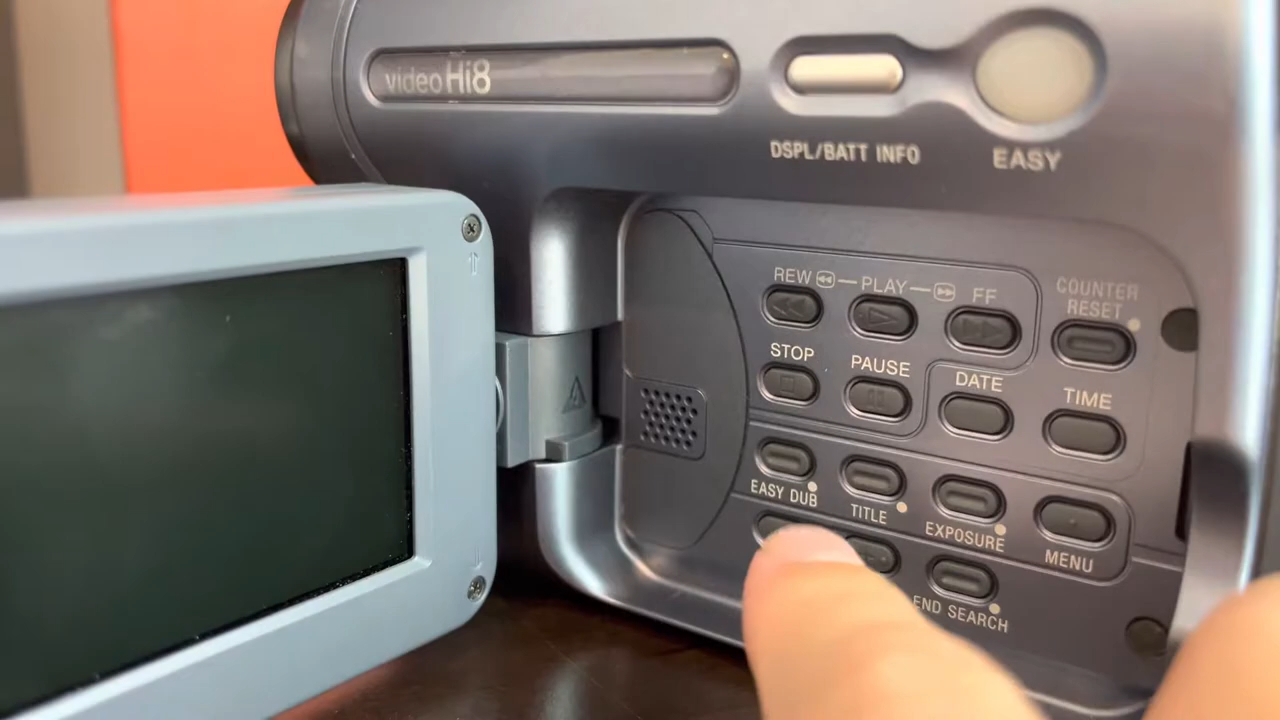 video Hi8
DSPL/BATT INFO
EASY
REW
PLAY
FF
COUNTER
RESET
STOP
PAUSE
DATE
TIME
EASY DUB
TITLE
EXPOSURE
MENU
END SEARCH